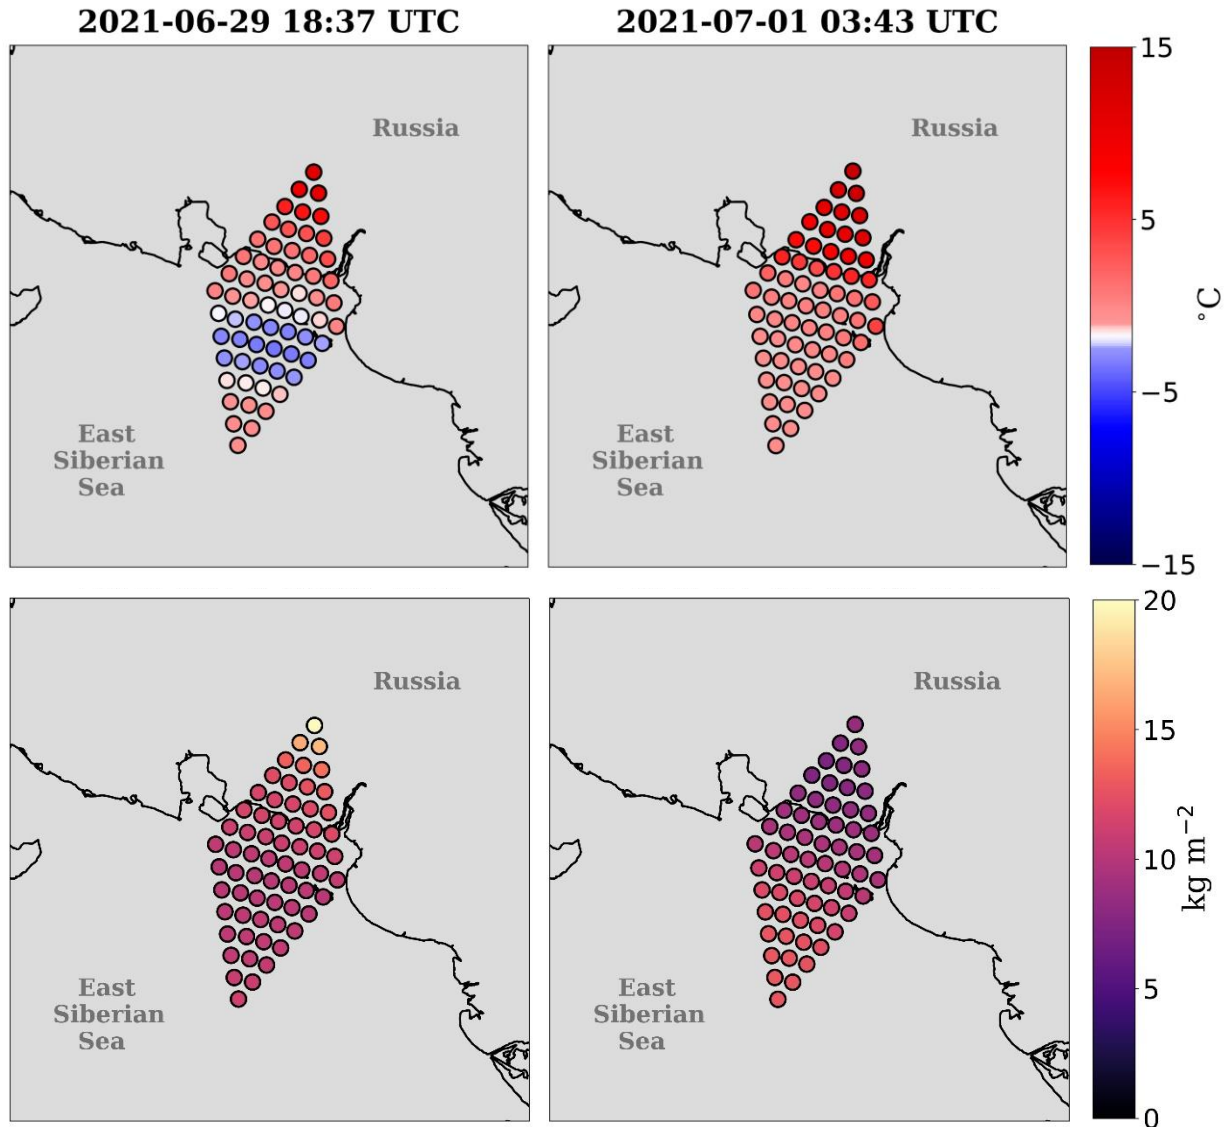 2021-06-29 18:37 UTC
2021-07-01 03:43 UTC
Russia
East
Siberian
Sea
Russia
East
Siberian
Sea
15
5
−5
−15
°C
Russia
East
Siberian
Sea
Russia
East
Siberian
Sea
20
15
10
5
0
kg m⁻²